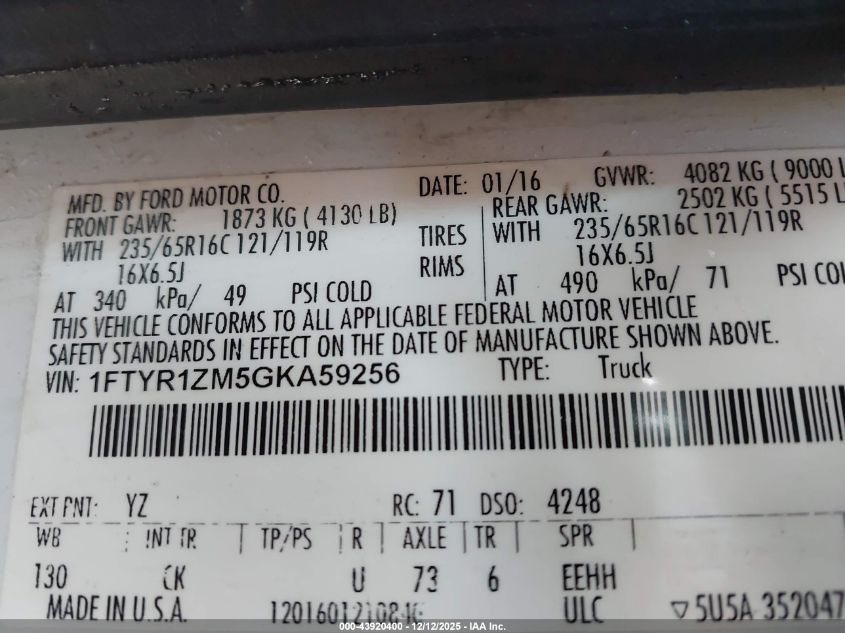 MFD. BY FORD MOTOR CO. DATE: 01/16 GVWR: 4082 KG ( 9000 L
FRONT GAWR: 1873 KG ( 4130 LB) REAR GAWR: 2502 KG ( 5515 L
WITH 235/65R16C 121/119R TIRES WITH 235/65R16C 121/119R
16X6.5J RIMS 16X6.5J
AT 340 kPa/ 49 PSI COLD AT 490 kPa/ 71 PSI COL
THIS VEHICLE CONFORMS TO ALL APPLICABLE FEDERAL MOTOR VEHICLE
SAFETY STANDARDS IN EFFECT ON THE DATE OF MANUFACTURE SHOWN ABOVE.
VIN: 1FTYR1ZM5GKA59256 TYPE: Truck
EXT PNT: YZ RC: 71 DSO: 4248
WB INT TR TP/PS R AXLE TR SPR
130 CK U 73 6 EEHH
MADE IN U.S.A. ULC ▽ 5U5A 352047
000-43920400 - 12/12/2025 - IAA Inc.